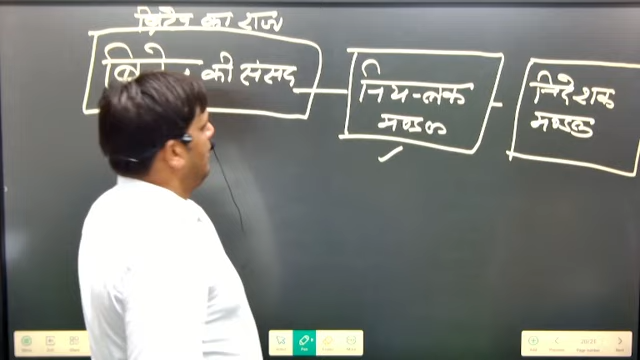 ब्रिटेन का राजा
की संसद
नियन्त्रक
मण्डल
निदेशक
मण्डल